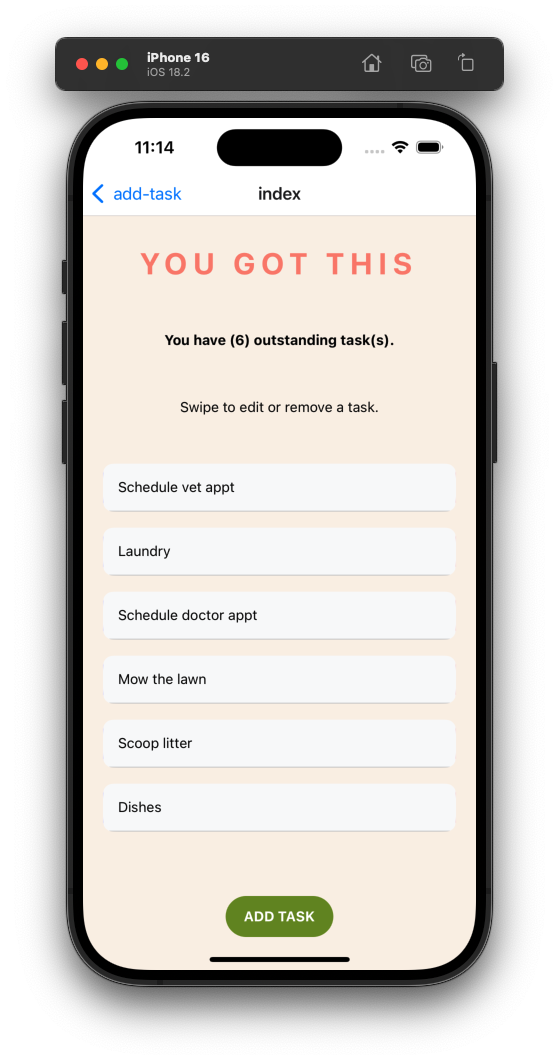 iPhone 16
iOS 18.2
11:14
add-task
index
YOU GOT THIS
You have (6) outstanding task(s).
Swipe to edit or remove a task.
Schedule vet appt
Laundry
Schedule doctor appt
Mow the lawn
Scoop litter
Dishes
ADD TASK